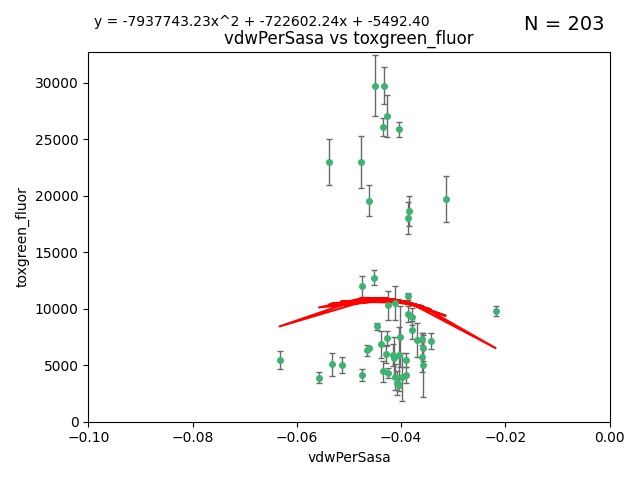 y = -7937743.23x^2 + -722602.24x + -5492.40
N = 203
vdwPerSasa vs toxgreen_fluor
toxgreen_fluor
30000
25000
20000
15000
10000
5000
0
−0.10
−0.08
−0.06
−0.04
−0.02
0.00
vdwPerSasa